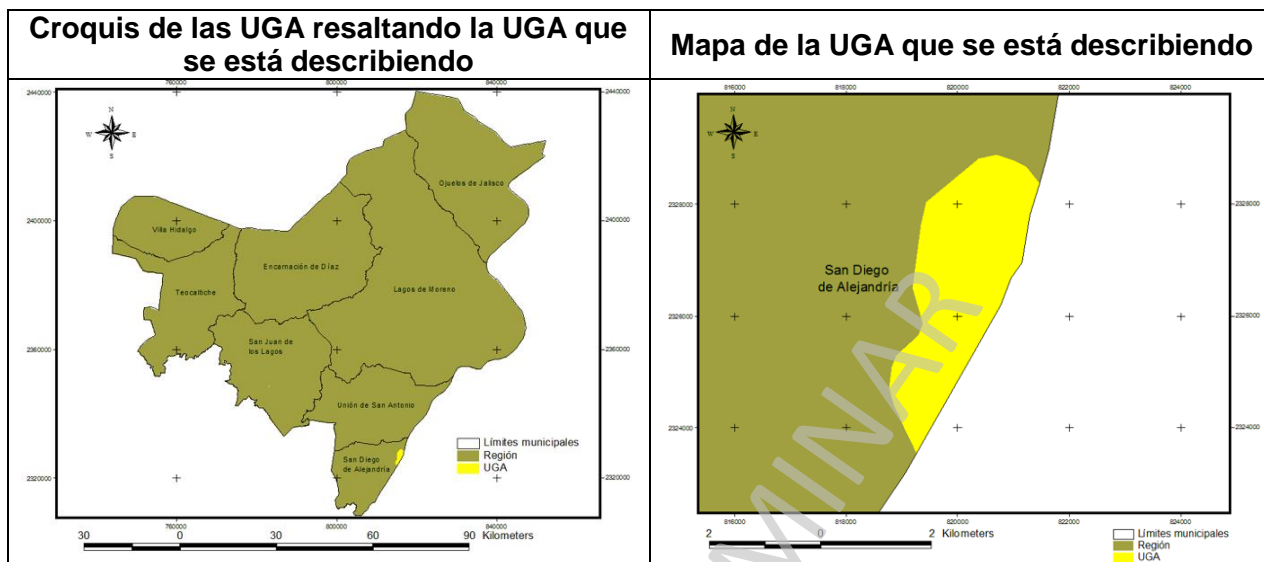 Croquis de las UGA resaltando la UGA que
se está describiendo
Mapa de la UGA que se está describiendo
760000 800000 840000
2440000 2440000
N
W E
S
Ojuelos de Jalisco
2400000 2400000
Villa Hidalgo
Encarnación de Díaz
Teocaltiche
Lagos de Moreno
San Juan de
los Lagos
2360000 2360000
Unión de San Antonio
San Diego
de Alejandría
Límites municipales
Región
UGA
2320000 2320000
760000 800000 840000
30 0 30 60 90 Kilometers
816000 818000 820000 822000 824000
N
W E
S
2328000 2328000
San Diego
de Alejandría
2326000 2326000
2324000 2324000
MINAR
816000 818000 820000 822000 824000
2 0 2 Kilometers
Límites municipales
Región
UGA